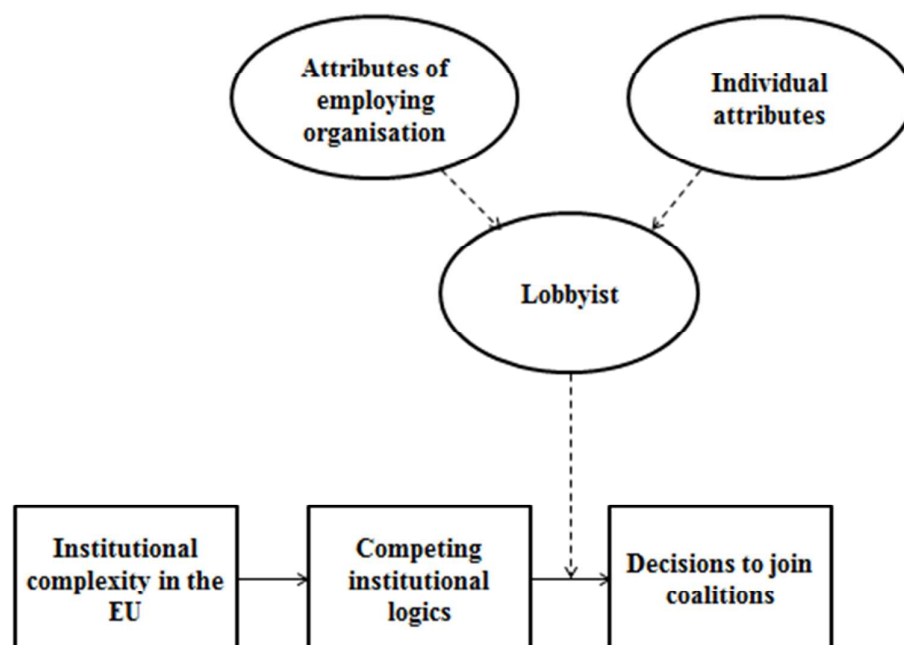 Attributes of
employing
organisation
Individual
attributes
Lobbyist
Institutional
complexity in the
EU
Competing
institutional
logics
Decisions to join
coalitions